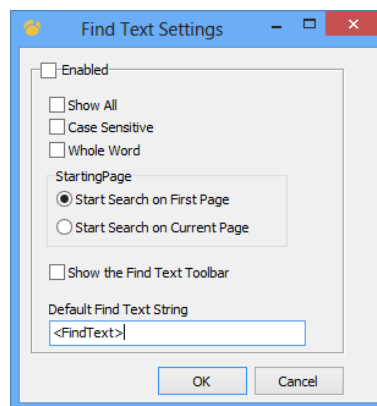 Find Text Settings
Enabled
Show All
Case Sensitive
Whole Word
StartingPage
Start Search on First Page
Start Search on Current Page
Show the Find Text Toolbar
Default Find Text String
<FindText>
OK Cancel